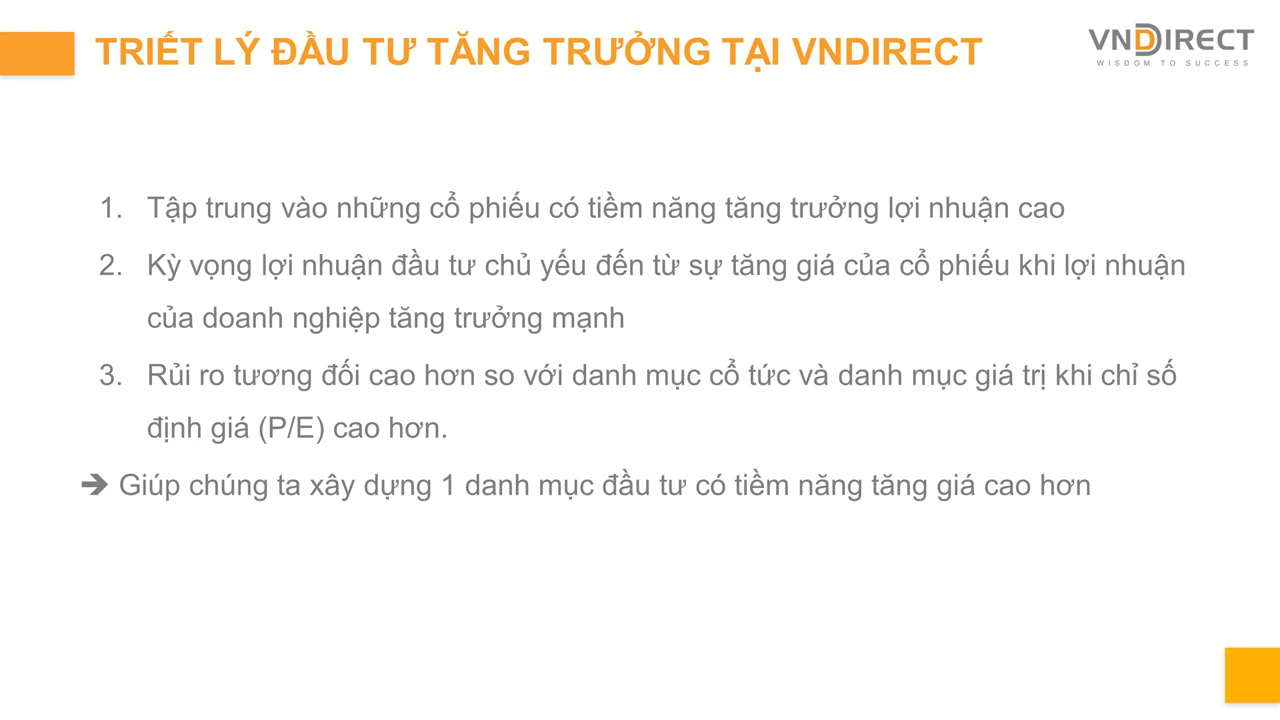 TRIẾT LÝ ĐẦU TƯ TĂNG TRƯỞNG TẠI VNDIRECT
VNDIRECT
WISDOM TO SUCCESS
1. Tập trung vào những cổ phiếu có tiềm năng tăng trưởng lợi nhuận cao
2. Kỳ vọng lợi nhuận đầu tư chủ yếu đến từ sự tăng giá của cổ phiếu khi lợi nhuận
của doanh nghiệp tăng trưởng mạnh
3. Rủi ro tương đối cao hơn so với danh mục cổ tức và danh mục giá trị khi chỉ số
định giá (P/E) cao hơn.
➔ Giúp chúng ta xây dựng 1 danh mục đầu tư có tiềm năng tăng giá cao hơn